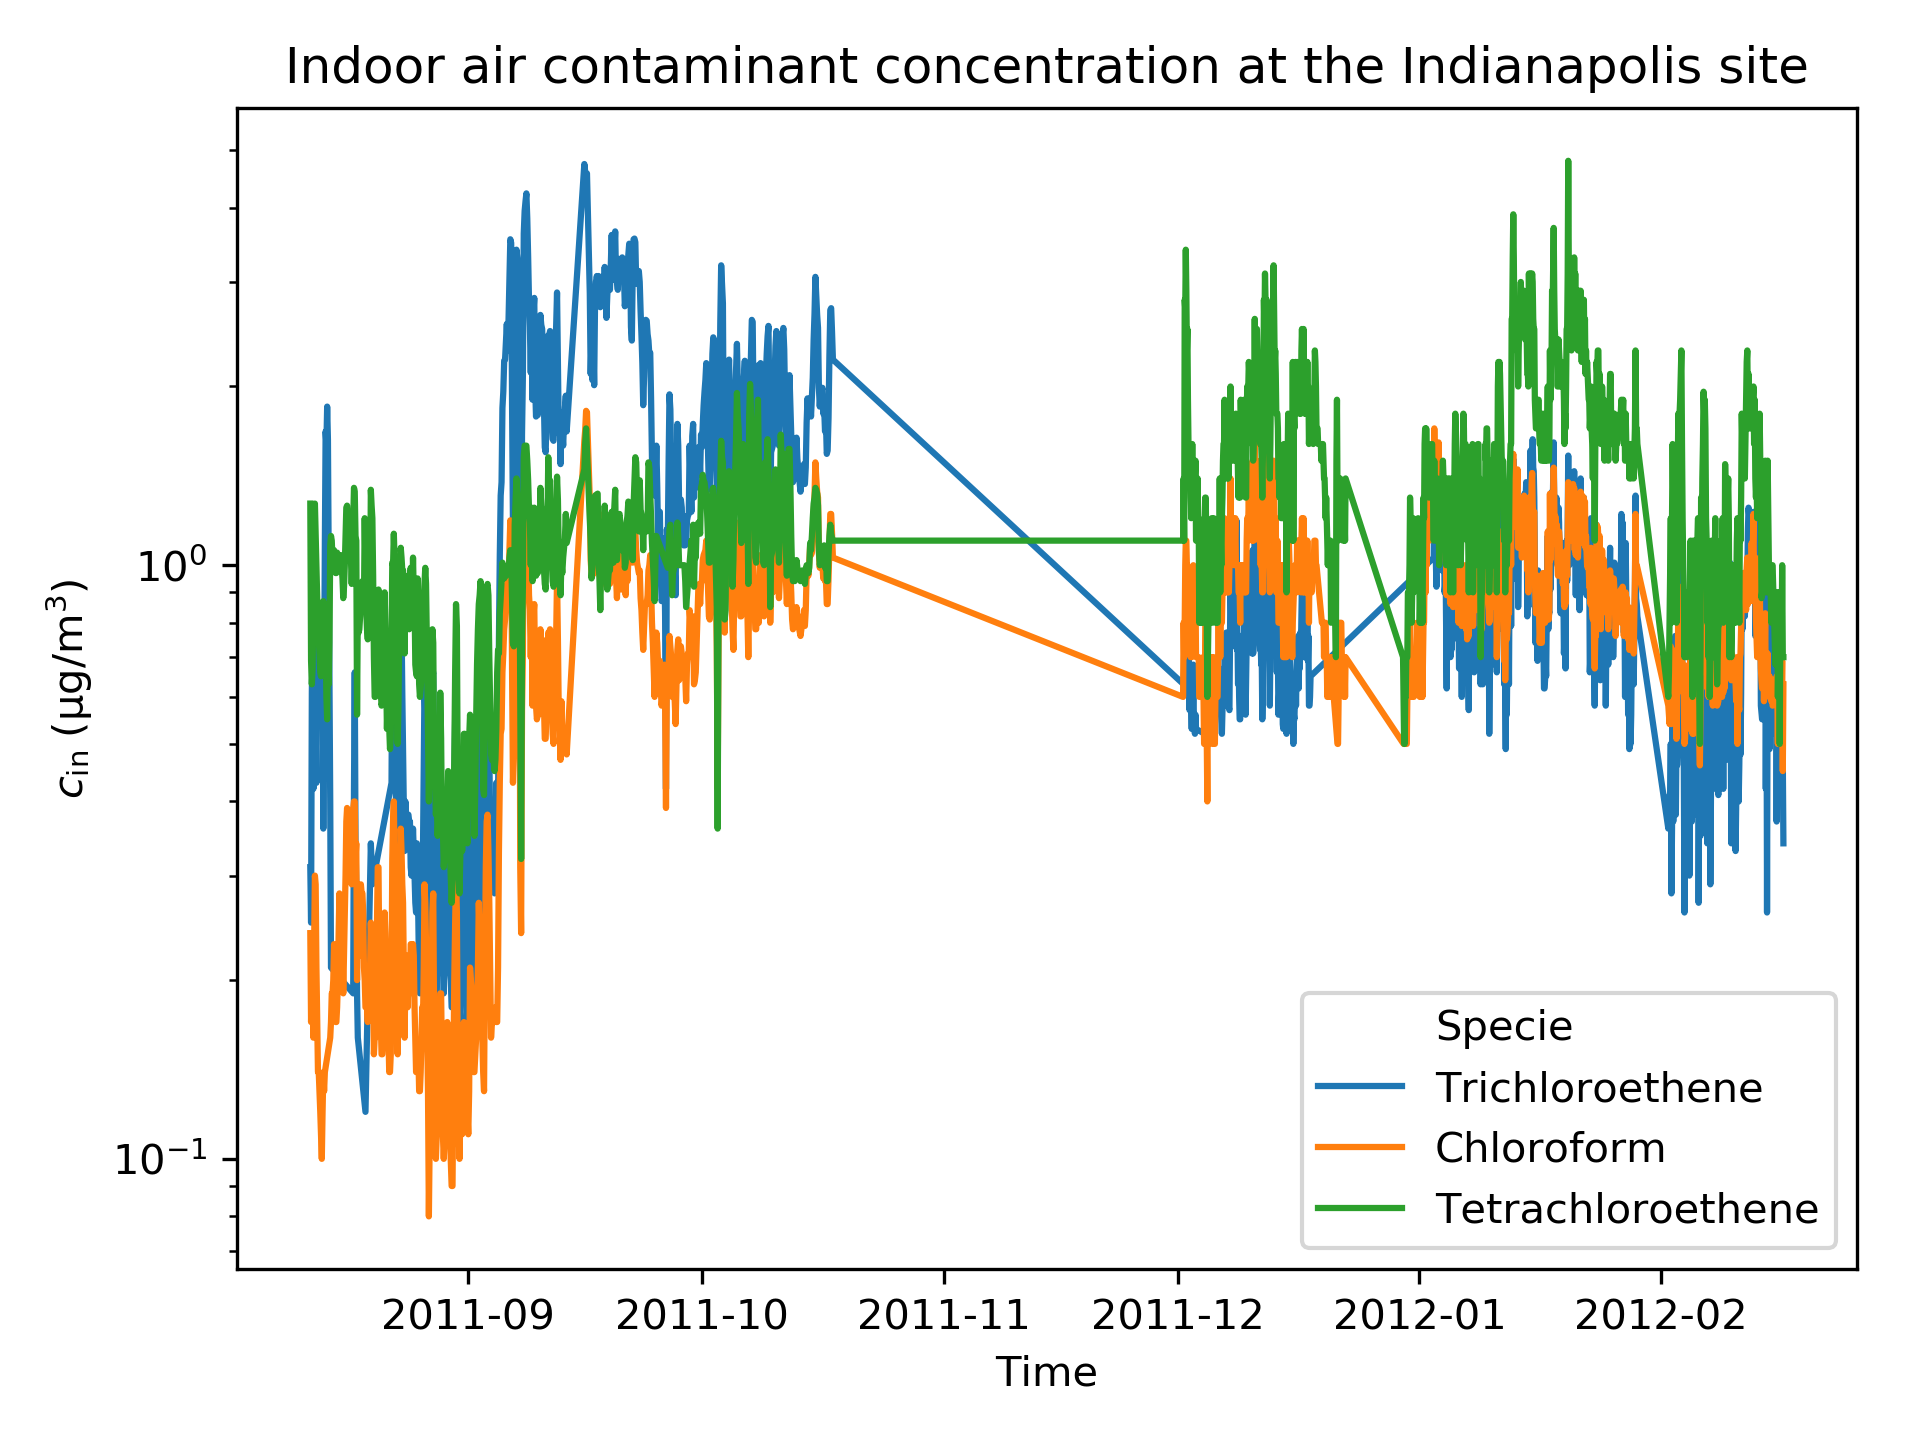 Indoor air contaminant concentration at the Indianapolis site
c_in (µg/m³)
10⁰
10⁻¹
2011-09 2011-10 2011-11 2011-12 2012-01 2012-02
Time
Specie
Trichloroethene
Chloroform
Tetrachloroethene